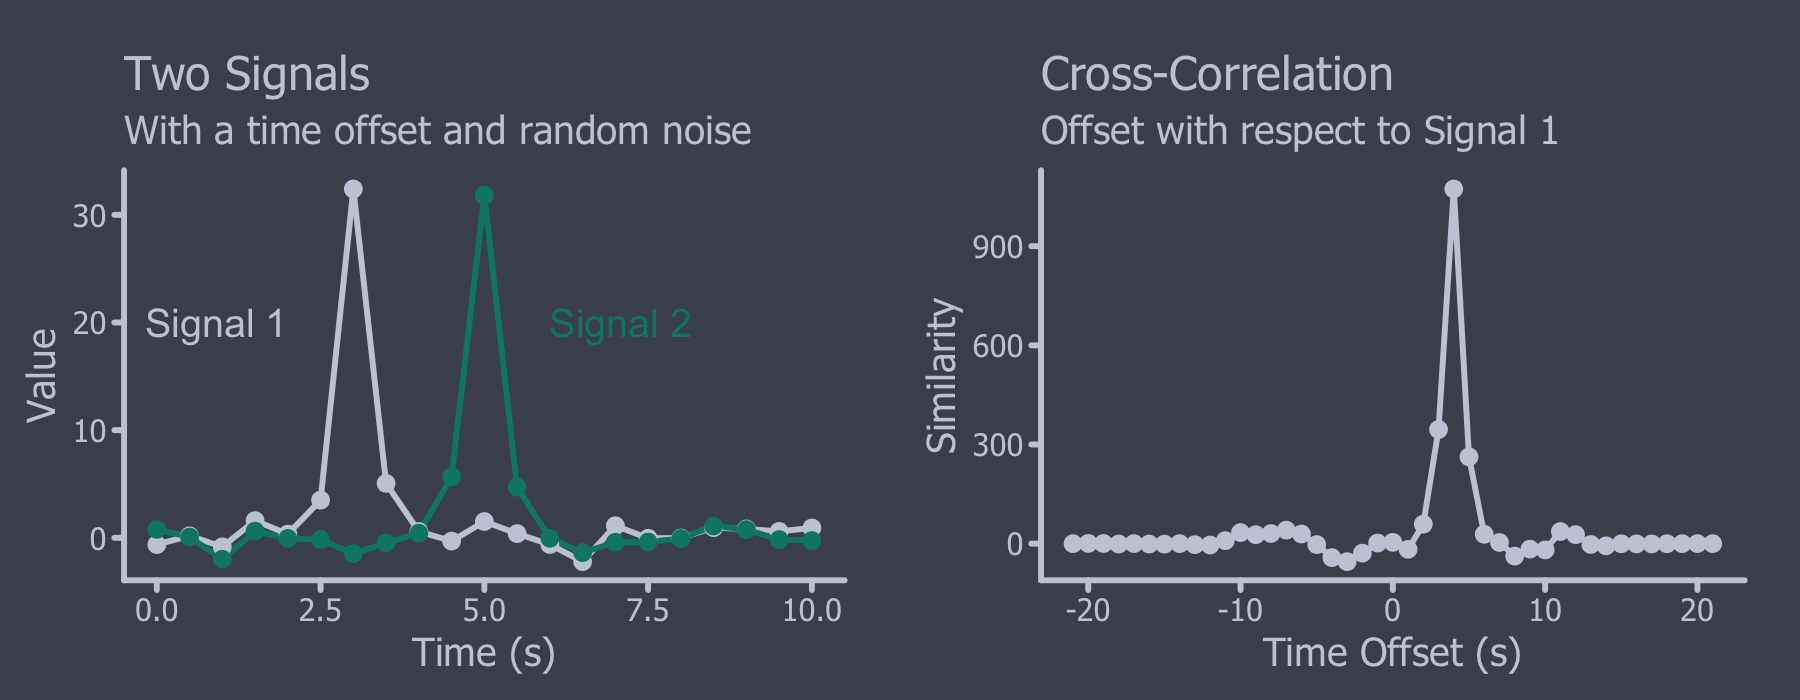 Two Signals
With a time offset and random noise
Value
30
20
10
0
Signal 1
Signal 2
0.0 2.5 5.0 7.5 10.0
Time (s)
Cross-Correlation
Offset with respect to Signal 1
Similarity
900
600
300
0
-20 -10 0 10 20
Time Offset (s)